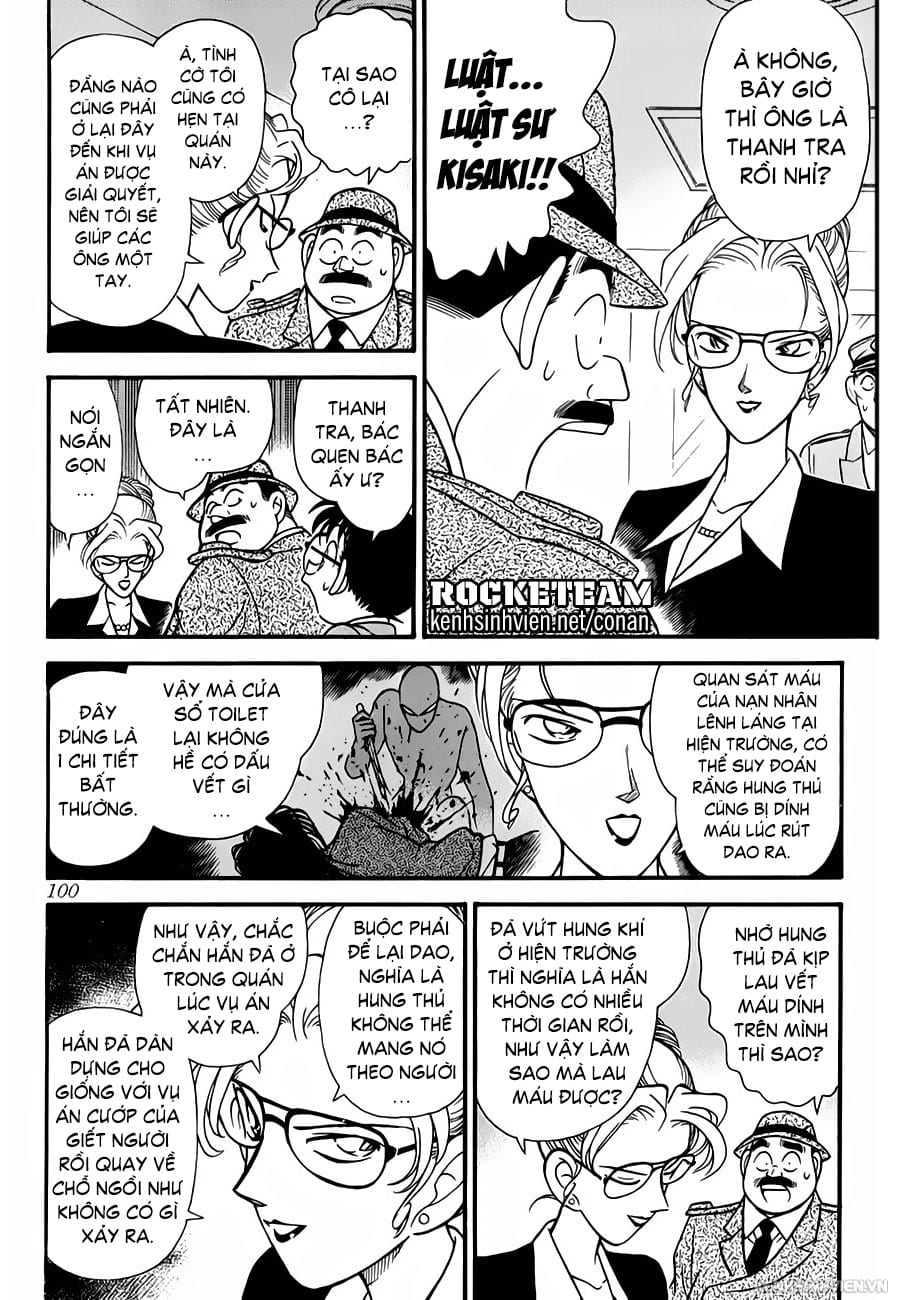 À KHÔNG,
BÂY GIỜ
THÌ ÔNG LÀ
THANH TRA
RỒI NHỈ?
LUẬT...
LUẬT SƯ
KISAKI!!
TẠI SAO
CÔ LẠI
...?
À, TÌNH
CỜ TÔI
CŨNG CÓ
HẸN TẠI
QUÁN
NÀY.
ĐẰNG NÀO
CŨNG PHẢI
Ở LẠI ĐÂY
ĐẾN KHI VỤ
ÁN ĐƯỢC
GIẢI QUYẾT,
NÊN TÔI SẼ
GIÚP CÁC
ÔNG MỘT
TAY.
THANH
TRA, BÁC
QUEN BÁC
ẤY Ư?
TẤT NHIÊN.
ĐÂY LÀ
...
NÓI
NGẮN
GỌN
...
ROCKETEAM
kenhsinhvien.net/conan
QUAN SÁT MÁU
CỦA NẠN NHÂN
LÊNH LÁNG TẠI
HIỆN TRƯỜNG, CÓ
THỂ SUY ĐOÁN
RẰNG HUNG THỦ
CŨNG BỊ DÍNH
MÁU LÚC RÚT
DAO RA.
VẬY MÀ CỬA
SỔ TOILET
LẠI KHÔNG
HỀ CÓ DẤU
VẾT GÌ
...
ĐÂY
ĐÚNG LÀ
1 CHI TIẾT
BẤT
THƯỜNG.
100
NHỠ HUNG
THỦ ĐÃ KỊP
LAU VẾT
MÁU DÍNH
TRÊN MÌNH
THÌ SAO?
ĐÃ VỨT HUNG KHÍ
Ở HIỆN TRƯỜNG
THÌ NGHĨA LÀ HẮN
KHÔNG CÓ NHIỀU
THỜI GIAN RỒI,
NHƯ VẬY LÀM
SAO MÀ LAU
MÁU ĐƯỢC?
BUỘC PHẢI
ĐỂ LẠI DAO,
NGHĨA LÀ
HUNG THỦ
KHÔNG THỂ
MANG NÓ
THEO NGƯỜI
...
NHƯ VẬY, CHẮC
CHẮN HẮN ĐÃ Ở
TRONG QUÁN
LÚC VỤ ÁN
XẢY RA.
HẮN ĐÃ DÀN
DỰNG CHO
GIỐNG VỚI VỤ
ÁN CƯỚP CỦA
GIẾT NGƯỜI
RỒI QUAY VỀ
CHỖ NGỒI NHƯ
KHÔNG CÓ GÌ
XẢY RA.